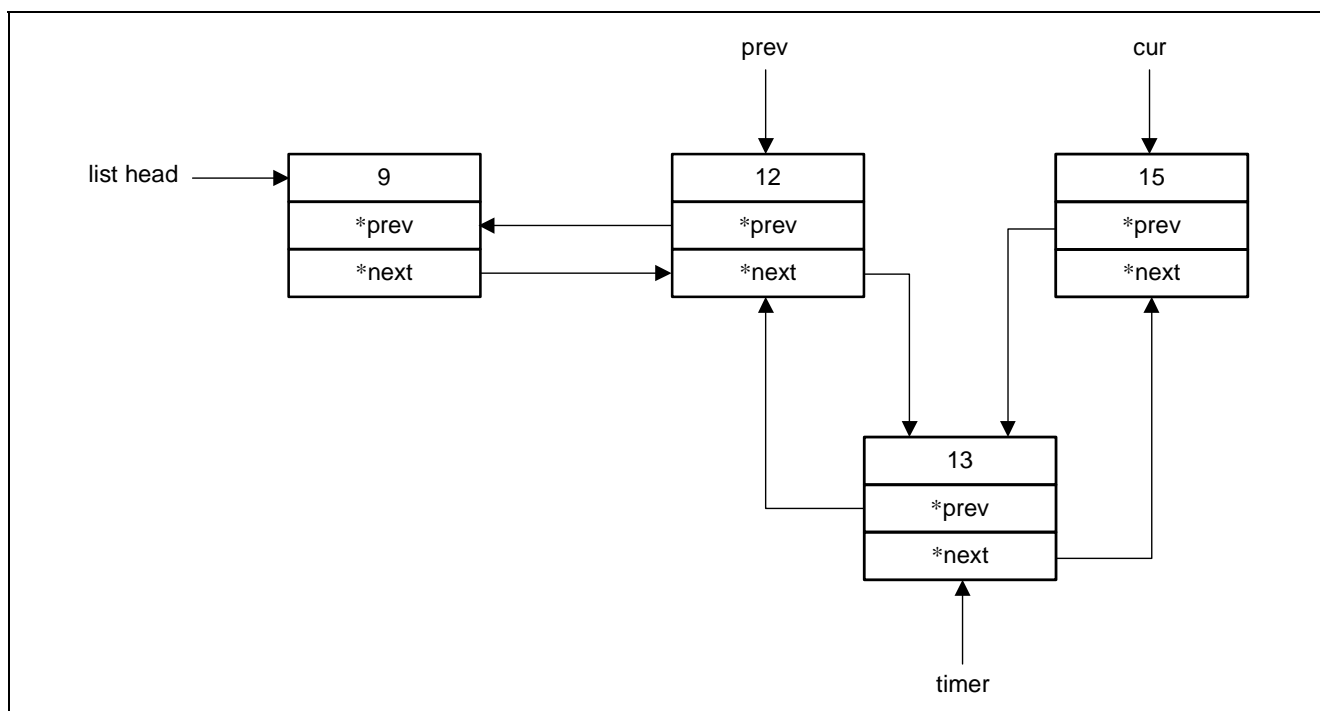 prev
cur
list head
9
*prev
*next
12
*prev
*next
15
*prev
*next
13
*prev
*next
timer